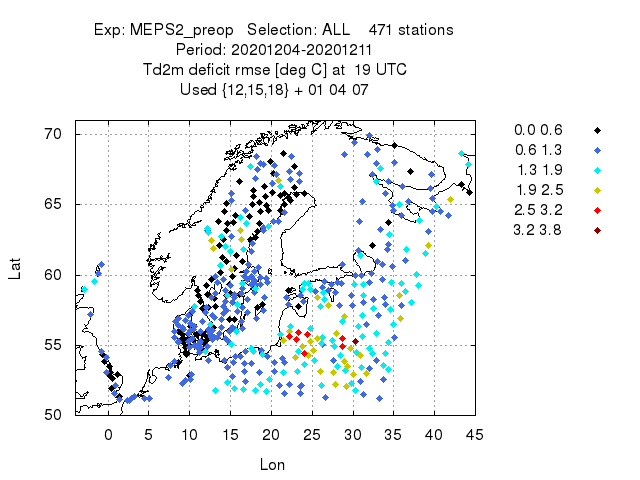 Exp: MEPS2_preop Selection: ALL 471 stations
Period: 20201204-20201211
Td2m deficit rmse [deg C] at 19 UTC
Used {12,15,18} + 01 04 07
70
65
60
55
50
Lat
0 5 10 15 20 25 30 35 40 45
Lon
0.0 0.6
0.6 1.3
1.3 1.9
1.9 2.5
2.5 3.2
3.2 3.8